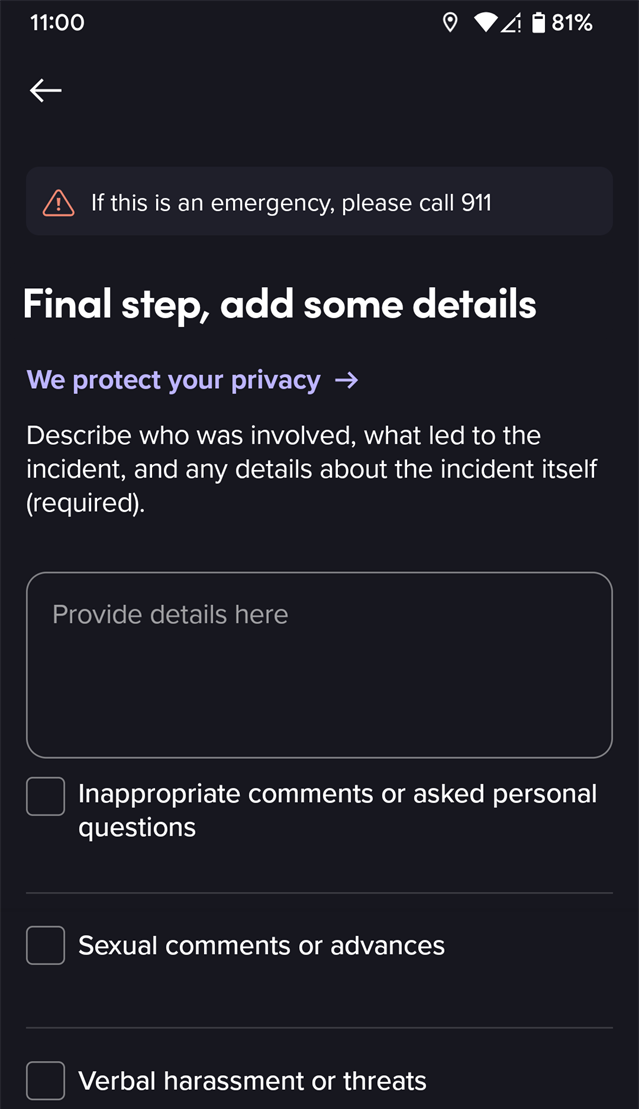 11:00
81%
If this is an emergency, please call 911
Final step, add some details
We protect your privacy →
Describe who was involved, what led to the
incident, and any details about the incident itself
(required).
Provide details here
Inappropriate comments or asked personal
questions
Sexual comments or advances
Verbal harassment or threats